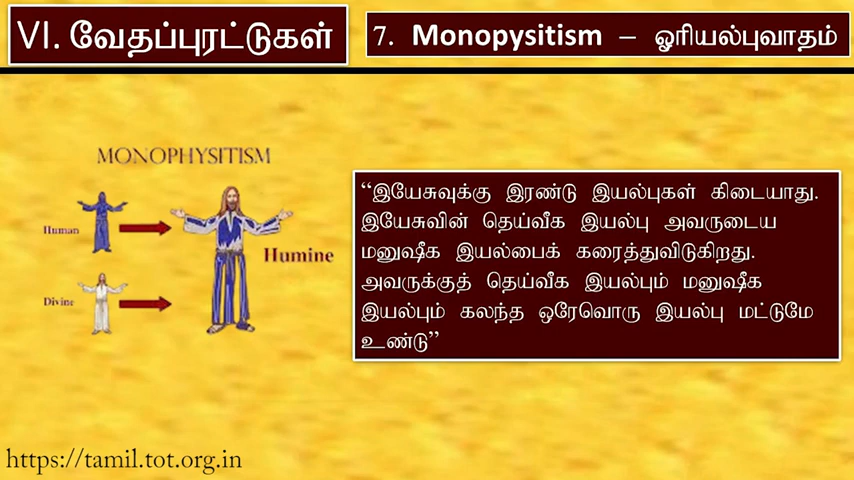 VI. வேதப்புரட்டுகள்
7. Monopysitism – ஓரியல்புவாதம்
MONOPHYSITISM
Human
Humine
Divine
“இயேசுவுக்கு இரண்டு இயல்புகள் கிடையாது.
இயேசுவின் தெய்வீக இயல்பு அவருடைய
மனுஷீக இயல்பைக் கரைத்துவிடுகிறது.
அவருக்குத் தெய்வீக இயல்பும் மனுஷீக
இயல்பும் கலந்த ஒரேவொரு இயல்பு மட்டுமே
உண்டு”
https://tamil.tot.org.in